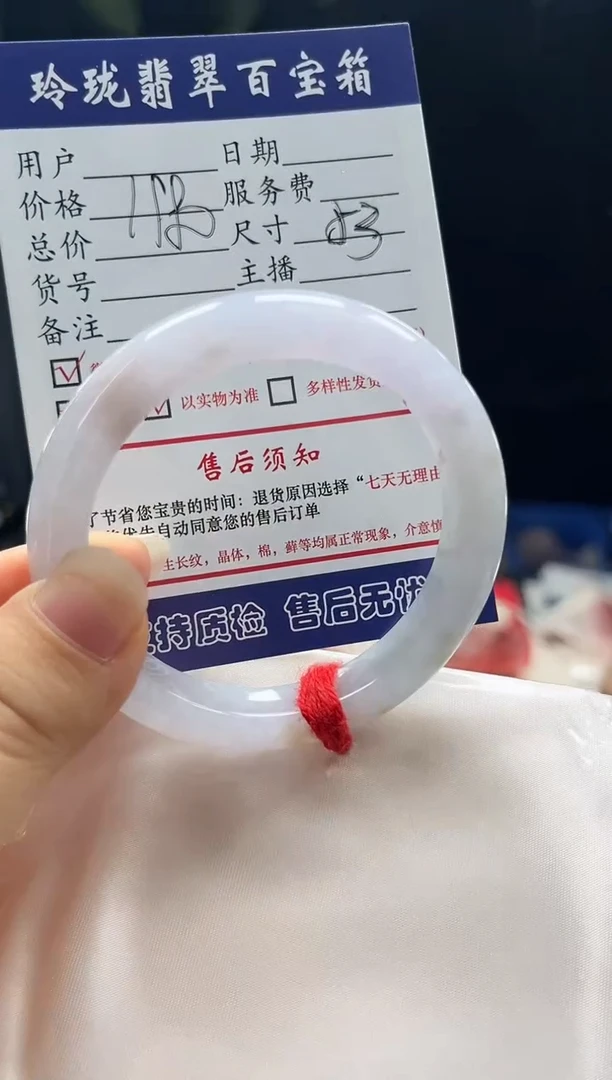 玲珑翡翠百宝箱
用户 日期
价格 服务费
总价 尺寸 53
货号 主播
备注
以实物为准 多样性发货
售后须知
了节省您宝贵的时间：退货原因选择“七天无理由
优先自动同意您的售后订单
生长纹，晶体，棉，藓等均属正常现象，介意慎
支持质检 售后无忧